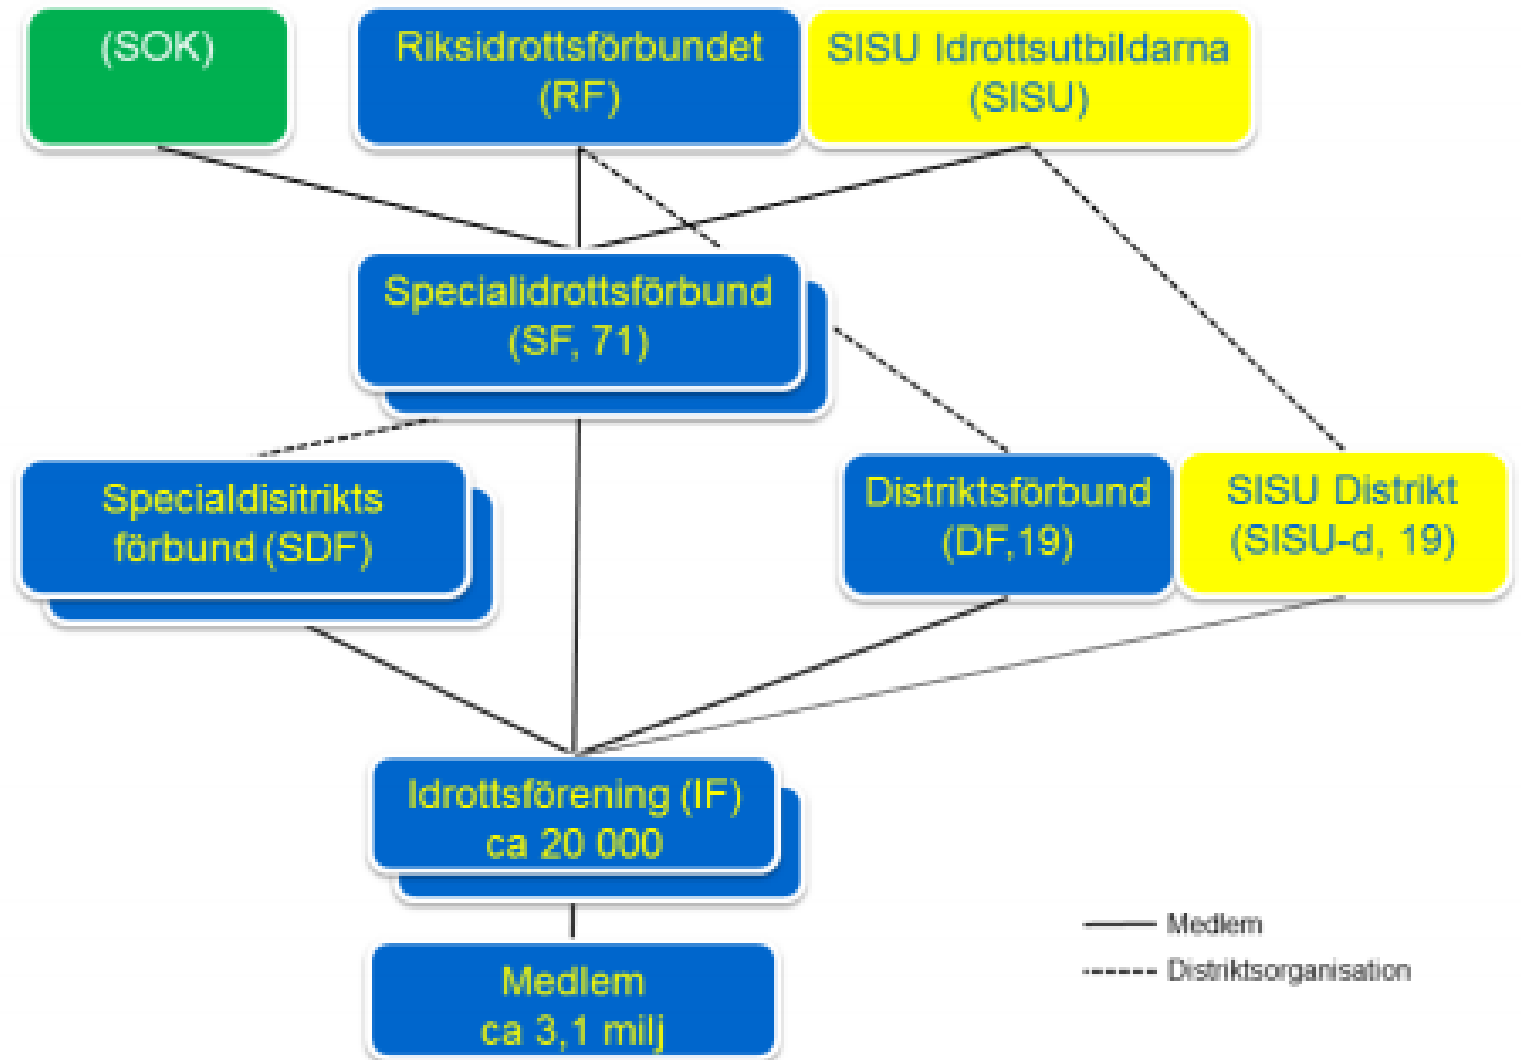 (SOK)
Riksidrottsförbundet
(RF)
SISU Idrottsutbildarna
(SISU)
Specialidrottsförbund
(SF, 71)
Specialdisitrikts
förbund (SDF)
Distriktsförbund
(DF,19)
SISU Distrikt
(SISU-d, 19)
Idrottsförening (IF)
ca 20 000
Medlem
ca 3,1 milj
Medlem
Distriktsorganisation